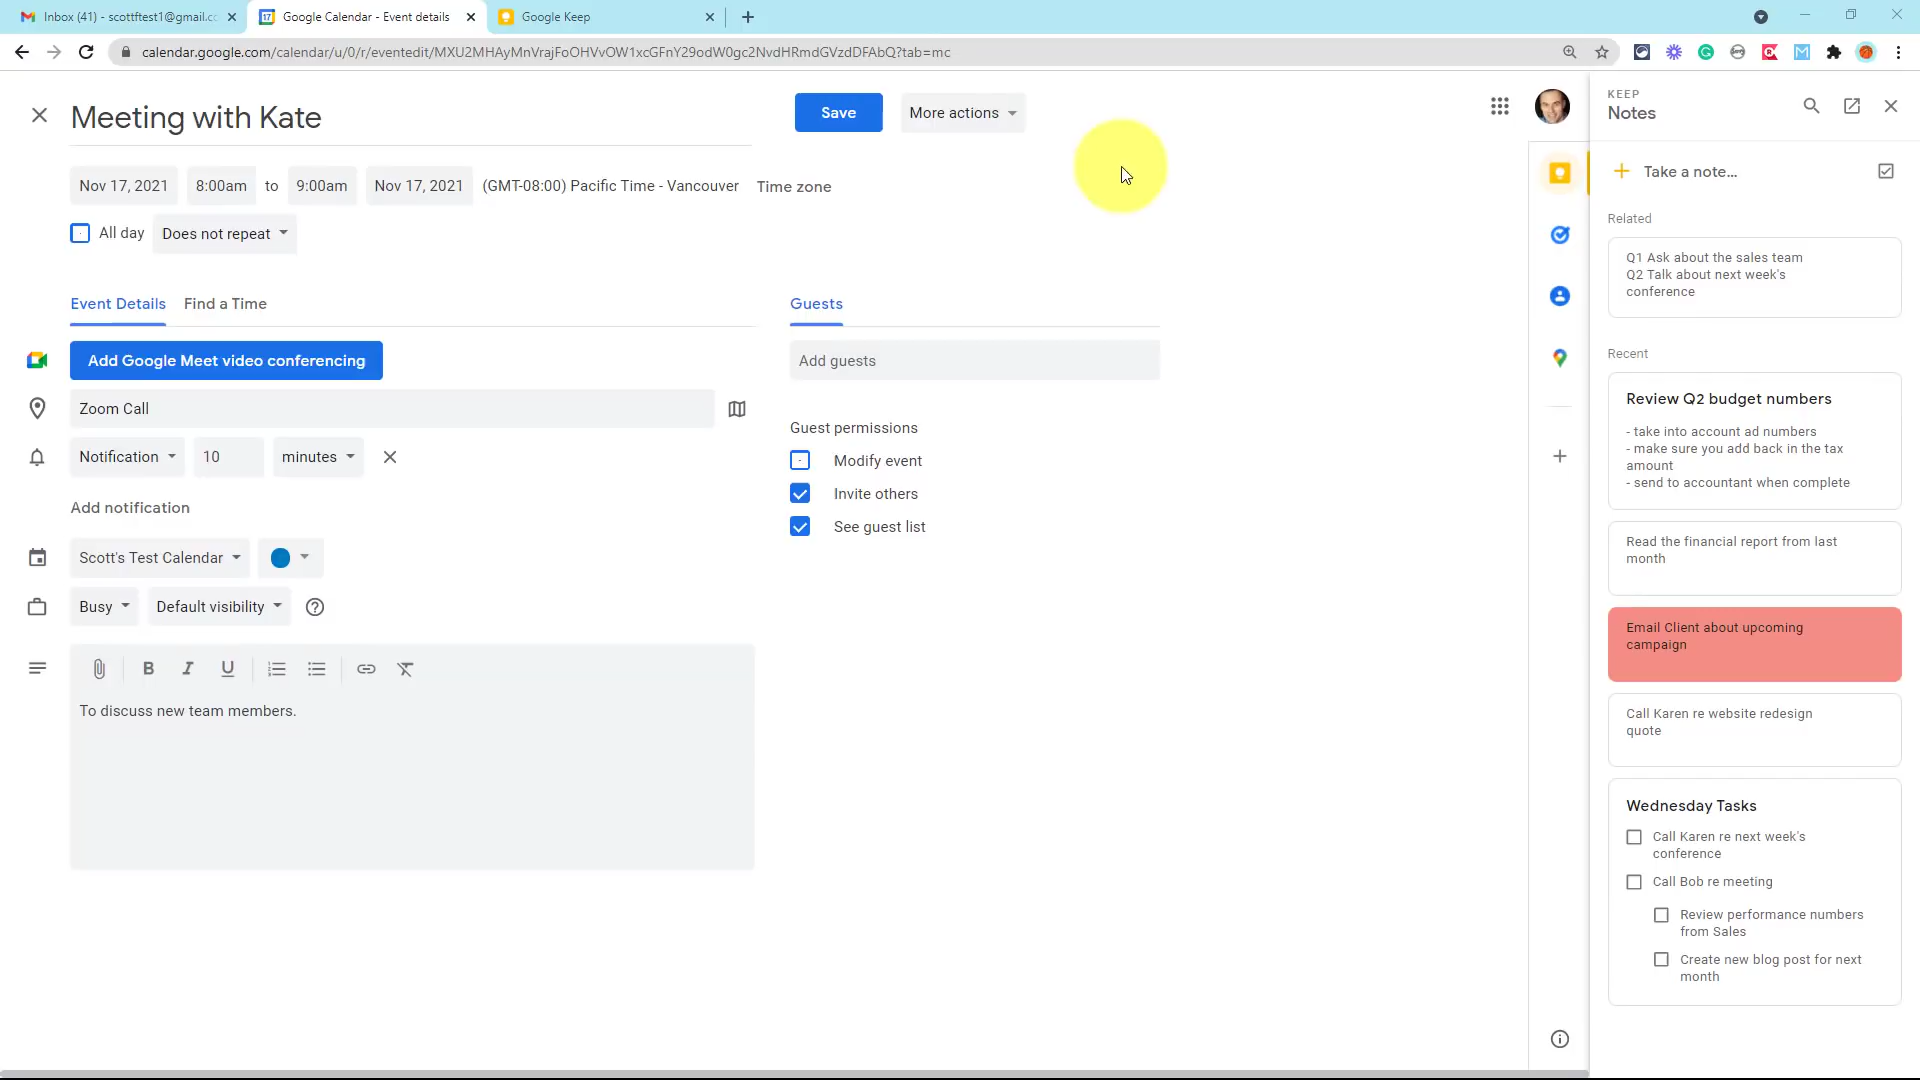 Inbox (41) - scottftest1@gmail.cc
Google Calendar - Event details
Google Keep
calendar.google.com/calendar/u/0/r/eventedit/MXU2MHAyMnVrajFoOHVvOW1xcGFnY29odW0gc2NvdHRmdGVzdDFAbQ?tab=mc
Meeting with Kate
Save
More actions
Nov 17, 2021 8:00am to 9:00am Nov 17, 2021 (GMT-08:00) Pacific Time - Vancouver Time zone
All day Does not repeat
Event Details Find a Time
Add Google Meet video conferencing
Zoom Call
Notification 10 minutes
Add notification
Scott's Test Calendar
Busy Default visibility
To discuss new team members.
Guests
Add guests
Guest permissions
Modify event
Invite others
See guest list
KEEP
Notes
Take a note...
Related
Q1 Ask about the sales team
Q2 Talk about next week's
conference
Recent
Review Q2 budget numbers
- take into account ad numbers
- make sure you add back in the tax
amount
- send to accountant when complete
Read the financial report from last
month
Email Client about upcoming
campaign
Call Karen re website redesign
quote
Wednesday Tasks
Call Karen re next week's
conference
Call Bob re meeting
Review performance numbers
from Sales
Create new blog post for next
month